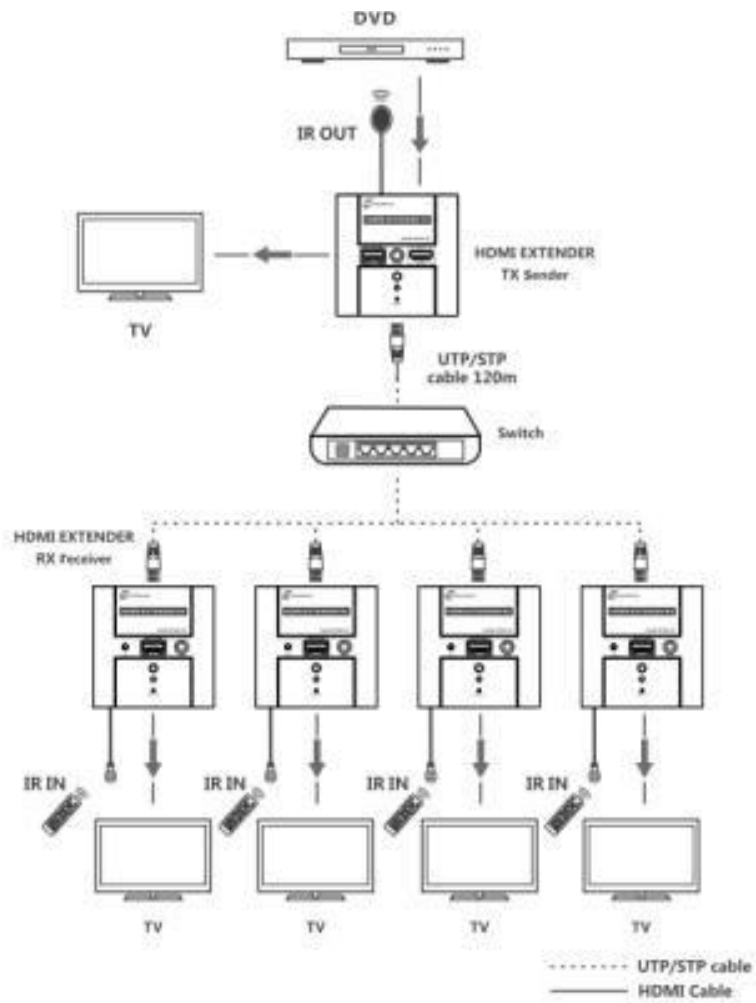 DVD
IR OUT
HDMI EXTENDER
TX Sender
TV
UTP/STP
cable 120m
Switch
HDMI EXTENDER
RX receiver
IR IN
IR IN
IR IN
IR IN
TV
TV
TV
TV
UTP/STP cable
HDMI Cable